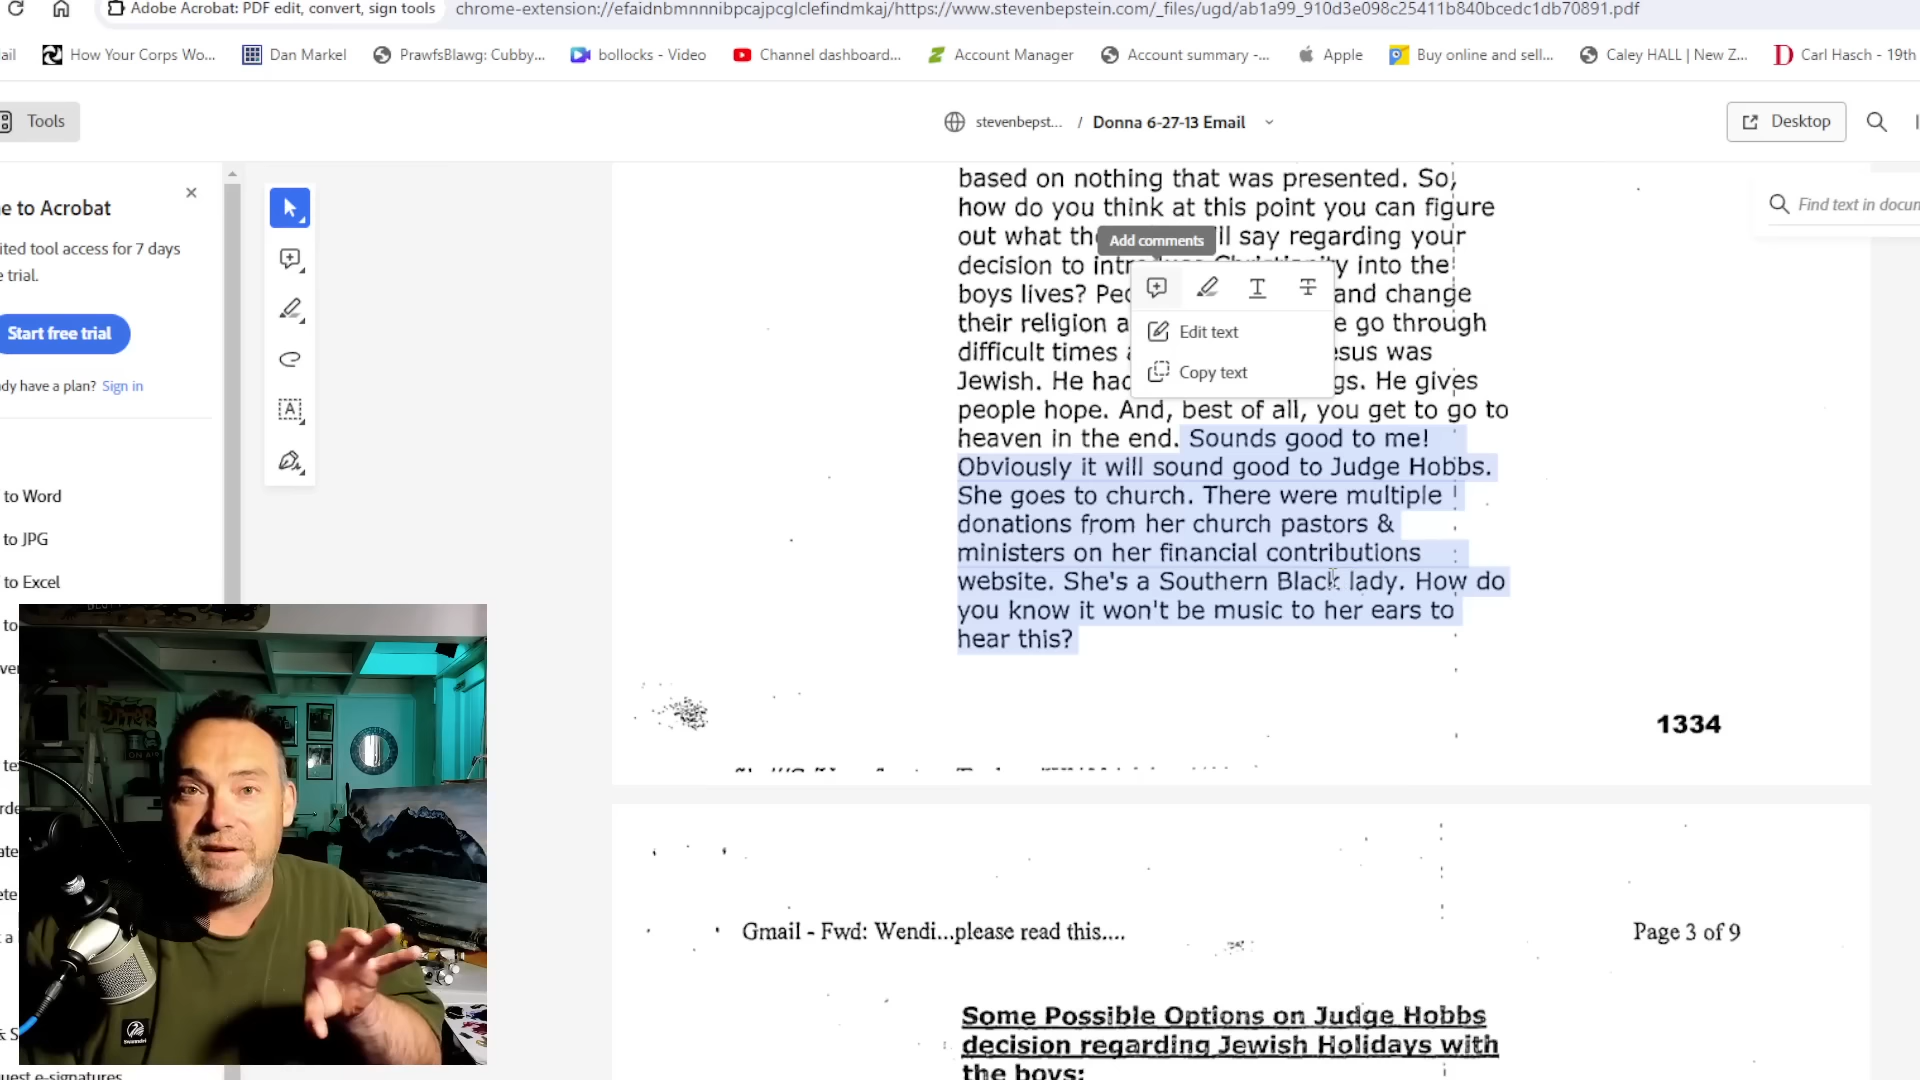 Adobe Acrobat: PDF edit, convert, sign tools
chrome-extension://efaidnbmnnnibpcajpcglclefindmkaj/https://www.stevenbepstein.com/_files/ugd/ab1a99_910d3e098c25411b840bcedc1db70891.pdf
ail
How Your Corps Wo...
Dan Markel
PrawfsBlawg: Cubby...
bollocks - Video
Channel dashboard...
Account Manager
Account summary -...
Apple
Buy online and sell...
Caley HALL | New Z...
Carl Hasch - 19th
Tools
stevenbepst... / Donna 6-27-13 Email
Desktop
Find text in docum
e to Acrobat
ited tool access for 7 days
e trial.
Start free trial
dy have a plan? Sign in
to Word
to JPG
to Excel
to
ON AIR
quest e-signatures
based on nothing that was presented. So,
how do you think at this point you can figure
out what th ll say regarding your
decision to Christianity into the
boys lives? Peo and change
their religion a e go through
difficult times esus was
Jewish. He had gs. He gives
people hope. And, best of all, you get to go to
heaven in the end. Sounds good to me!
Obviously it will sound good to Judge Hobbs.
She goes to church. There were multiple
donations from her church pastors &
ministers on her financial contributions
website. She's a Southern Black lady. How do
you know it won't be music to her ears to
hear this?
Add comments
Edit text
Copy text
1334
Gmail - Fwd: Wendi...please read this....
Page 3 of 9
Some Possible Options on Judge Hobbs
decision regarding Jewish Holidays with
the boys: